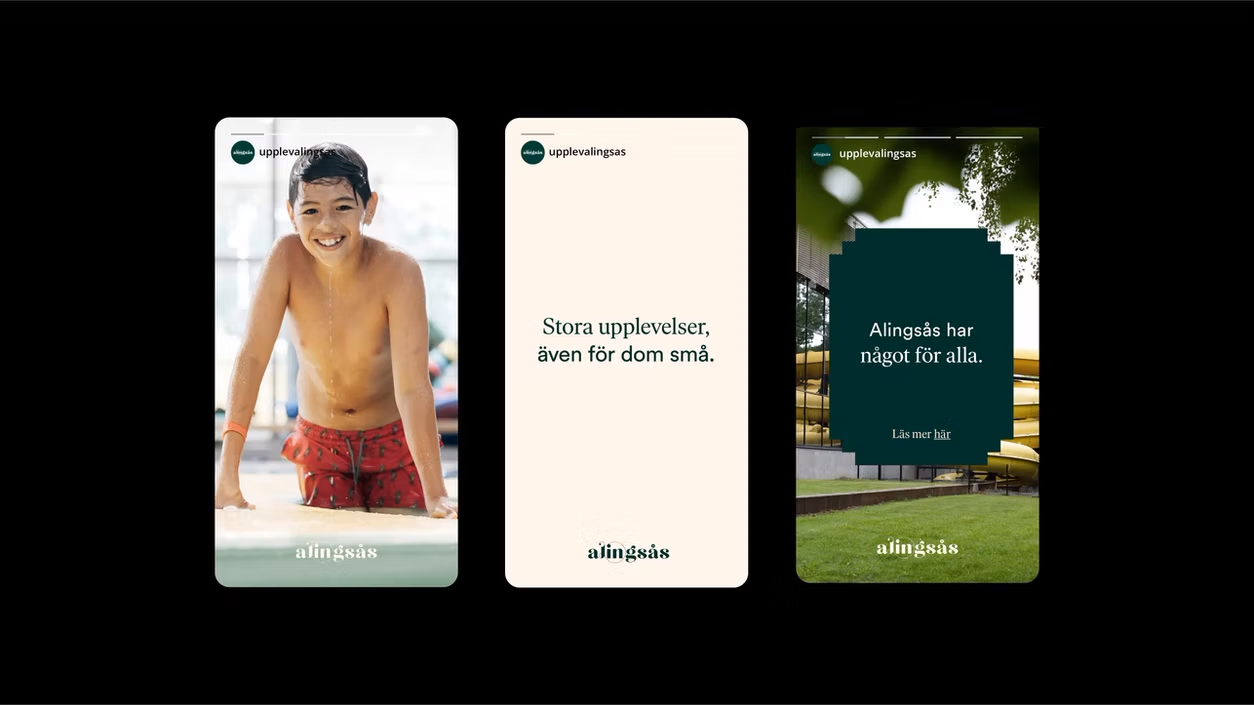 alingsås
upplevalingsas
alingsås
alingsås
upplevalingsas
Stora upplevelser,
även för dom små.
alingsås
alingsås
upplevalingsas
Alingsås har
något för alla.
Läs mer här
alingsås